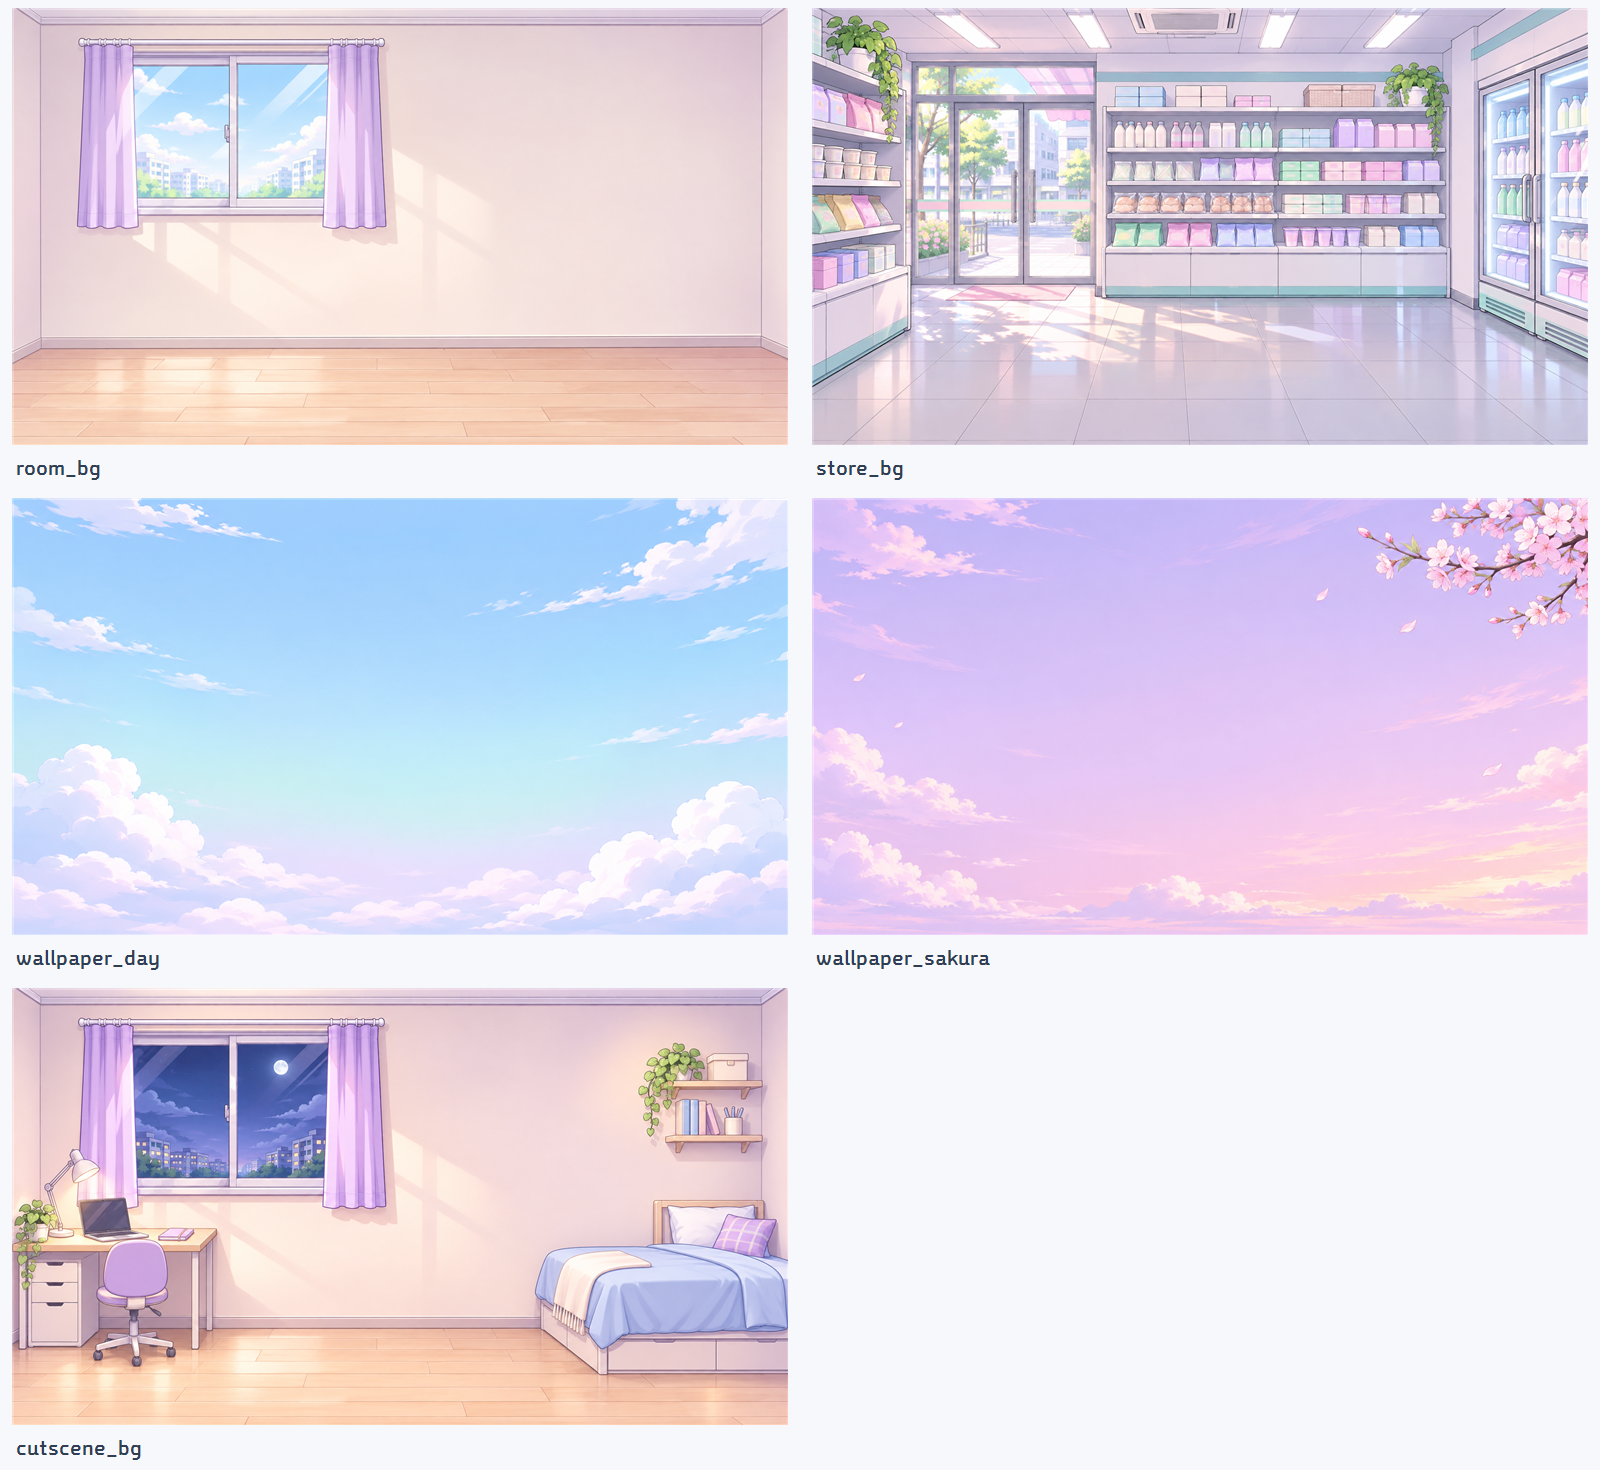 room_bg
store_bg
wallpaper_day
wallpaper_sakura
cutscene_bg